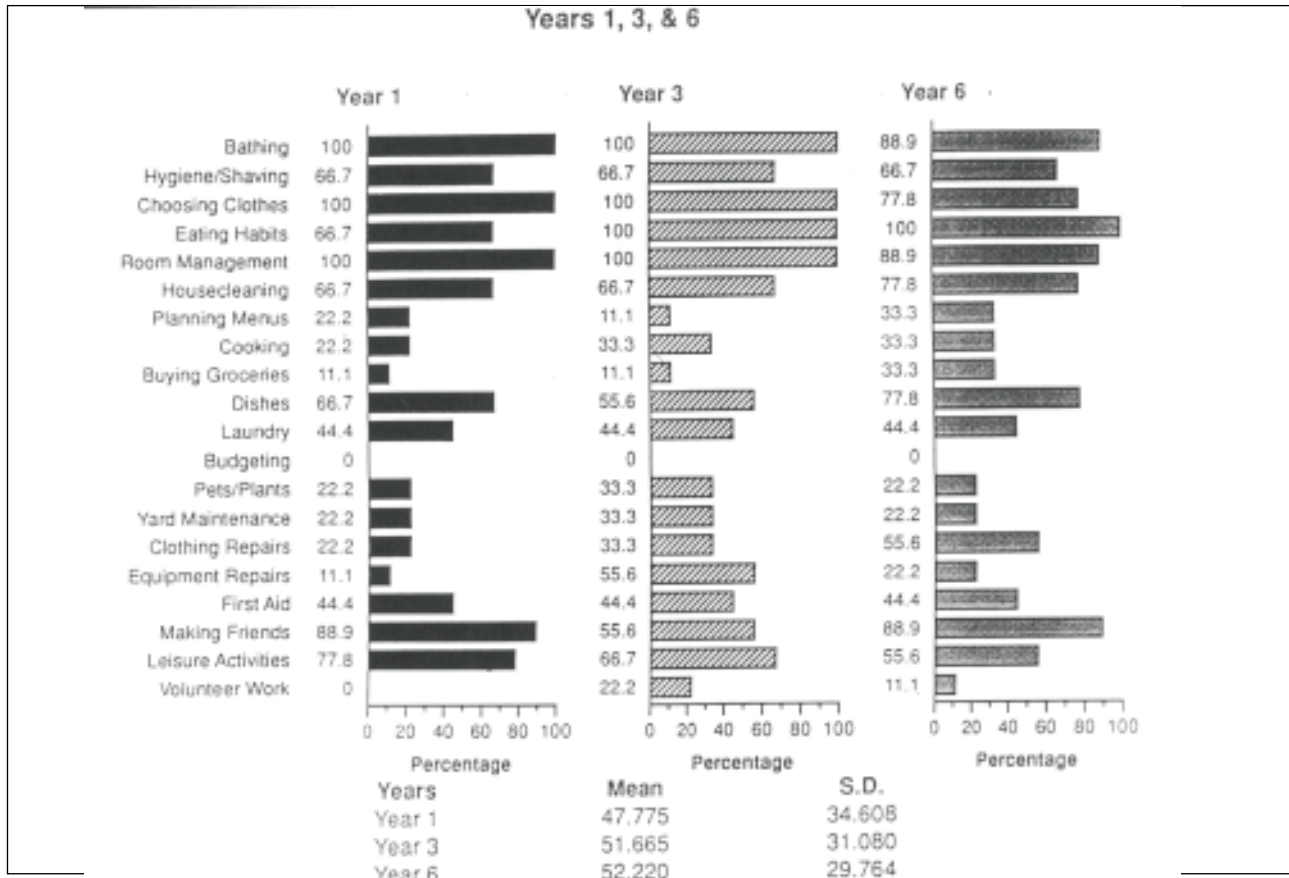 Years 1, 3, & 6
Year 1 Year 3 Year 6
Bathing 100 100 88.9
Hygiene/Shaving 66.7 66.7 66.7
Choosing Clothes 100 100 77.8
Eating Habits 66.7 100 100
Room Management 100 100 88.9
Housecleaning 66.7 66.7 77.8
Planning Menus 22.2 11.1 33.3
Cooking 22.2 33.3 33.3
Buying Groceries 11.1 11.1 33.3
Dishes 66.7 55.6 77.8
Laundry 44.4 44.4 44.4
Budgeting 0 0 0
Pets/Plants 22.2 33.3 22.2
Yard Maintenance 22.2 33.3 22.2
Clothing Repairs 22.2 33.3 55.6
Equipment Repairs 11.1 55.6 22.2
First Aid 44.4 44.4 44.4
Making Friends 88.9 55.6 88.9
Leisure Activities 77.8 66.7 55.6
Volunteer Work 0 22.2 11.1
0 20 40 60 80 100 0 20 40 60 80 100 0 20 40 60 80 100
Percentage Percentage Percentage
Years Mean S.D.
Year 1 47.775 34.608
Year 3 51.665 31.080
Year 6 52.220 29.764